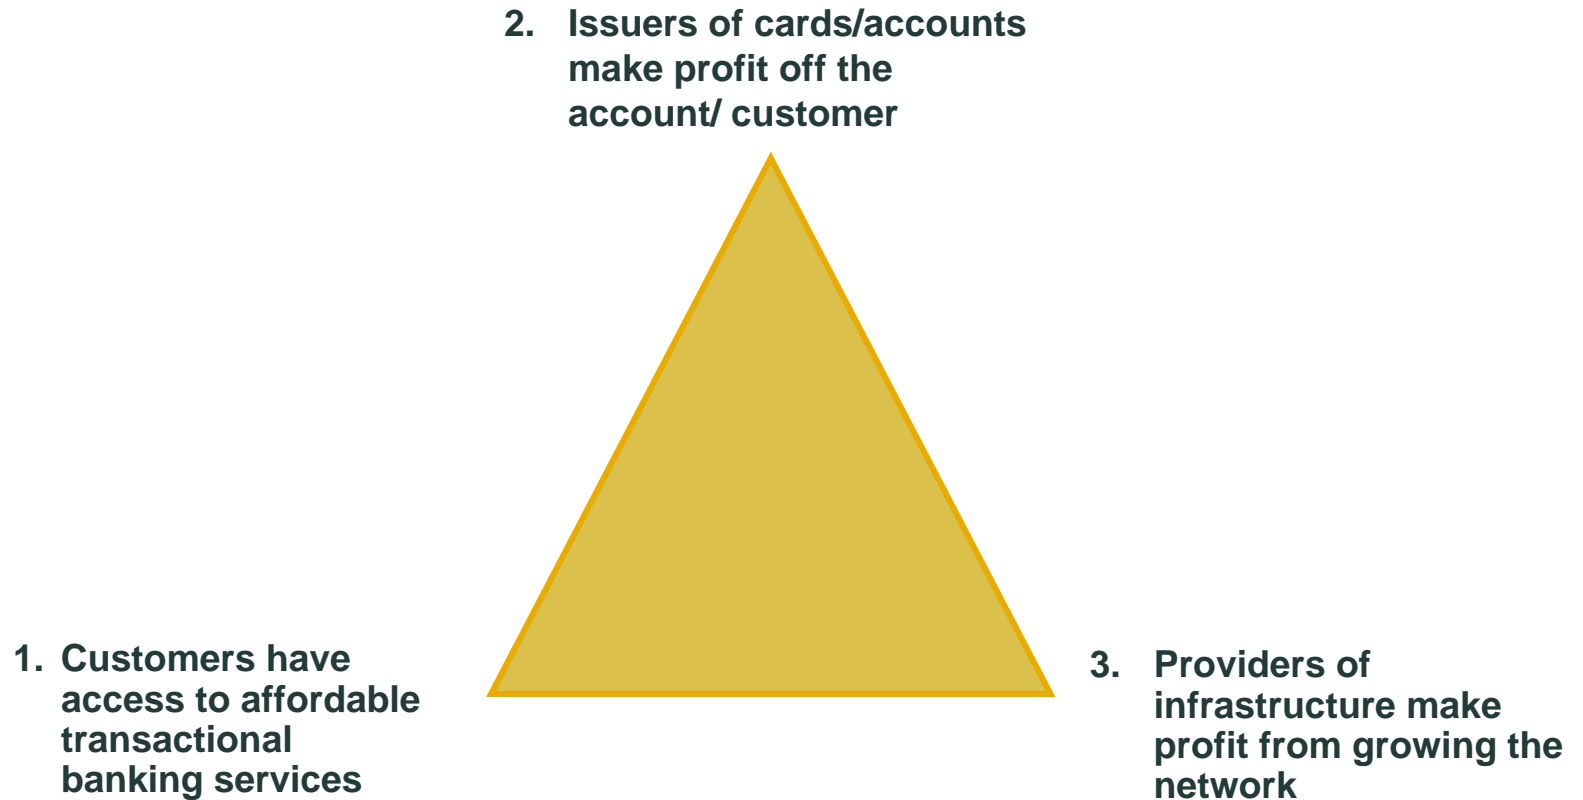 2. Issuers of cards/accounts
make profit off the
account/ customer
1. Customers have
access to affordable
transactional
banking services
3. Providers of
infrastructure make
profit from growing the
network